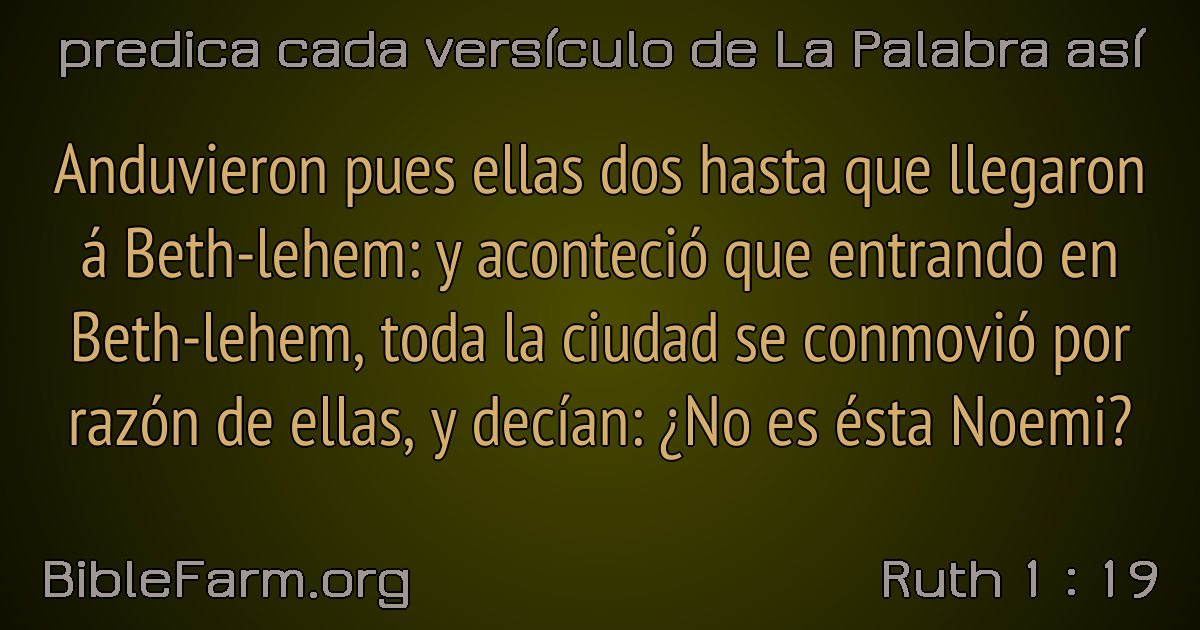 predica cada versículo de La Palabra así
Anduvieron pues ellas dos hasta que llegaron
á Beth-lehem: y aconteció que entrando en
Beth-lehem, toda la ciudad se conmovió por
razón de ellas, y decían: ¿No es ésta Noemi?
BibleFarm.org
Ruth 1 : 19